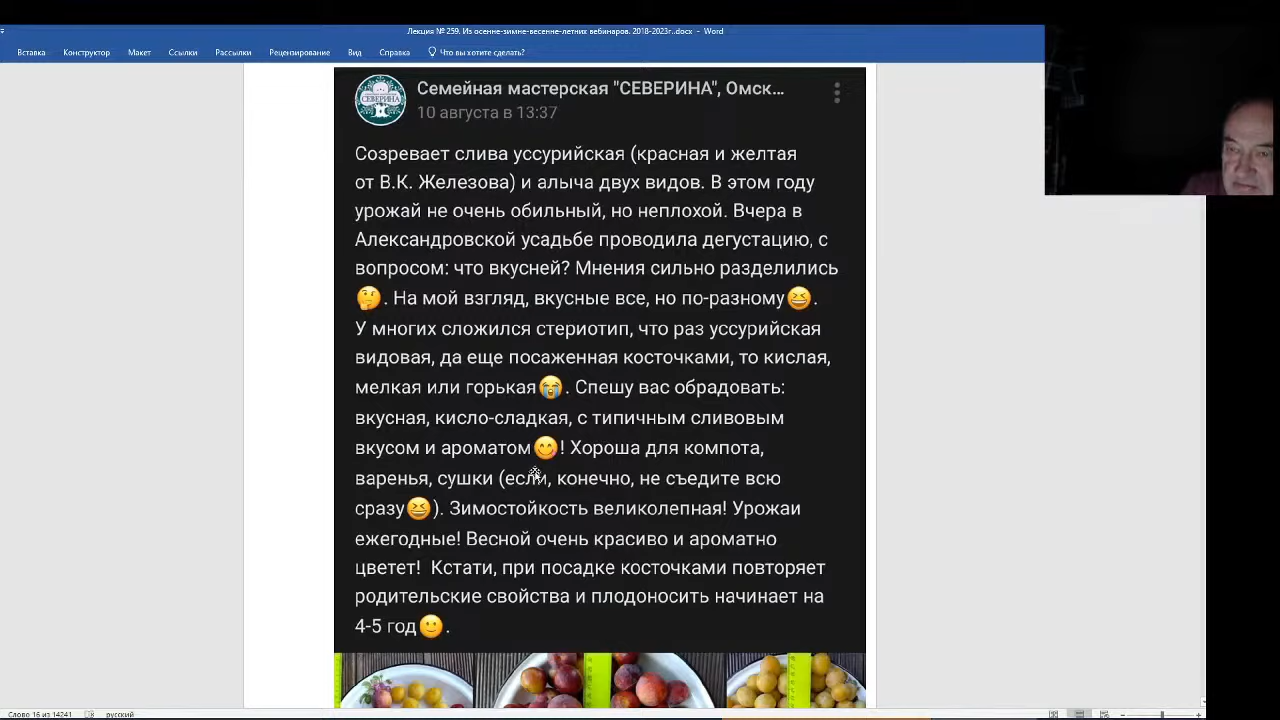 Лекция № 259. Из осенне-зимне-весенне-летних вебинаров. 2018-2023г..docx - Word
Вставка Конструктор Макет Ссылки Рассылки Рецензирование Вид Справка Что вы хотите сделать?
СЕВЕРИНА
Семейная мастерская "СЕВЕРИНА", Омск...
10 августа в 13:37
Созревает слива уссурийская (красная и желтая
от В.К. Железова) и алыча двух видов. В этом году
урожай не очень обильный, но неплохой. Вчера в
Александровской усадьбе проводила дегустацию, с
вопросом: что вкусней? Мнения сильно разделились
🤔. На мой взгляд, вкусные все, но по-разному😆.
У многих сложился стериотип, что раз уссурийская
видовая, да еще посаженная косточками, то кислая,
мелкая или горькая😭. Спешу вас обрадовать:
вкусная, кисло-сладкая, с типичным сливовым
вкусом и ароматом😋! Хороша для компота,
варенья, сушки (если, конечно, не съедите всю
сразу😆). Зимостойкость великолепная! Урожаи
ежегодные! Весной очень красиво и ароматно
цветет! Кстати, при посадке косточками повторяет
родительские свойства и плодоносить начинает на
4-5 год🙂.
Слово 16 из 14241 русский